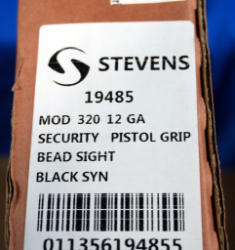 STEVENS
19485
MOD 320 12 GA
SECURITY PISTOL GRIP
BEAD SIGHT
BLACK SYN
011356194855